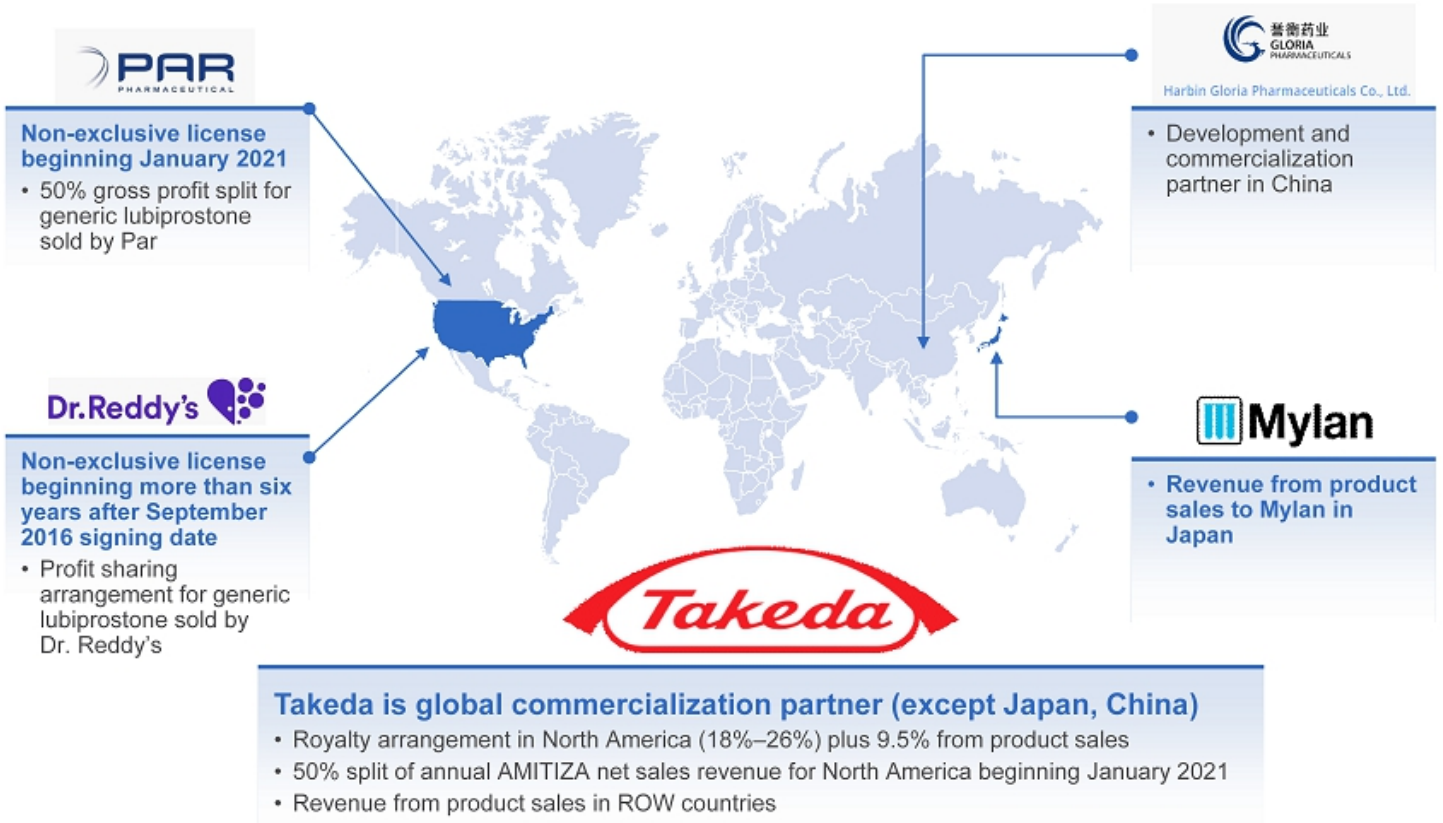 PAR
PHARMACEUTICAL
Non-exclusive license
beginning January 2021
• 50% gross profit split for
generic lubiprostone
sold by Par
Dr.Reddy's
Non-exclusive license
beginning more than six
years after September
2016 signing date
• Profit sharing
arrangement for generic
lubiprostone sold by
Dr. Reddy's
誉衡药业
GLORIA
PHARMACEUTICALS
Harbin Gloria Pharmaceuticals Co., Ltd.
• Development and
commercialization
partner in China
Mylan
• Revenue from product
sales to Mylan in
Japan
Takeda
Takeda is global commercialization partner (except Japan, China)
• Royalty arrangement in North America (18%–26%) plus 9.5% from product sales
• 50% split of annual AMITIZA net sales revenue for North America beginning January 2021
• Revenue from product sales in ROW countries